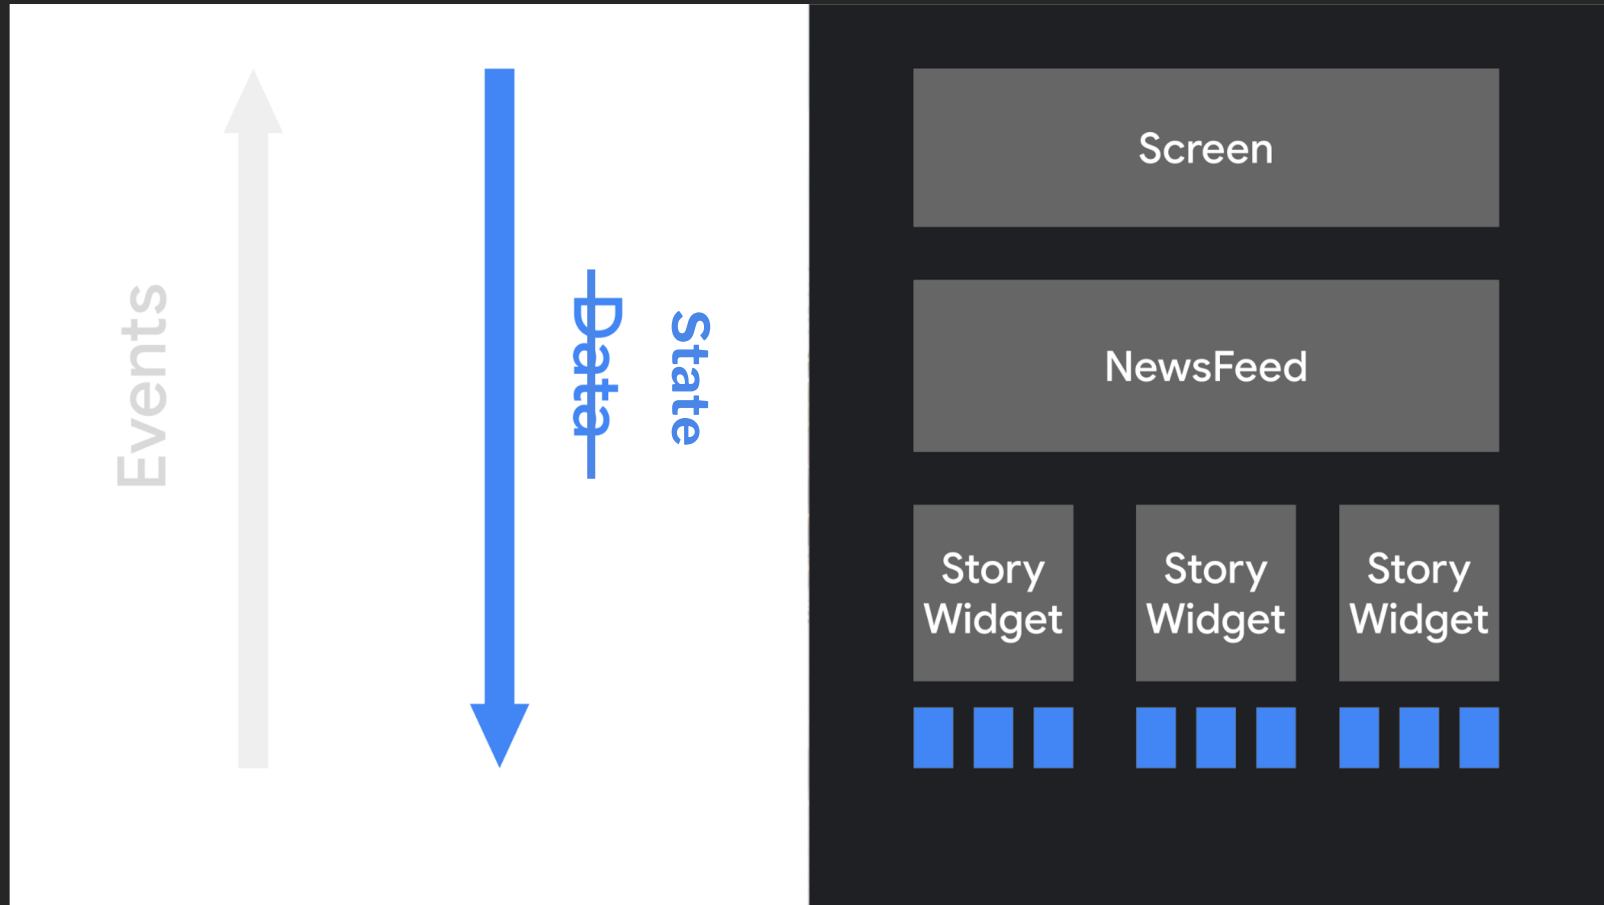 Events
Data
State
Screen
NewsFeed
Story
Widget
Story
Widget
Story
Widget